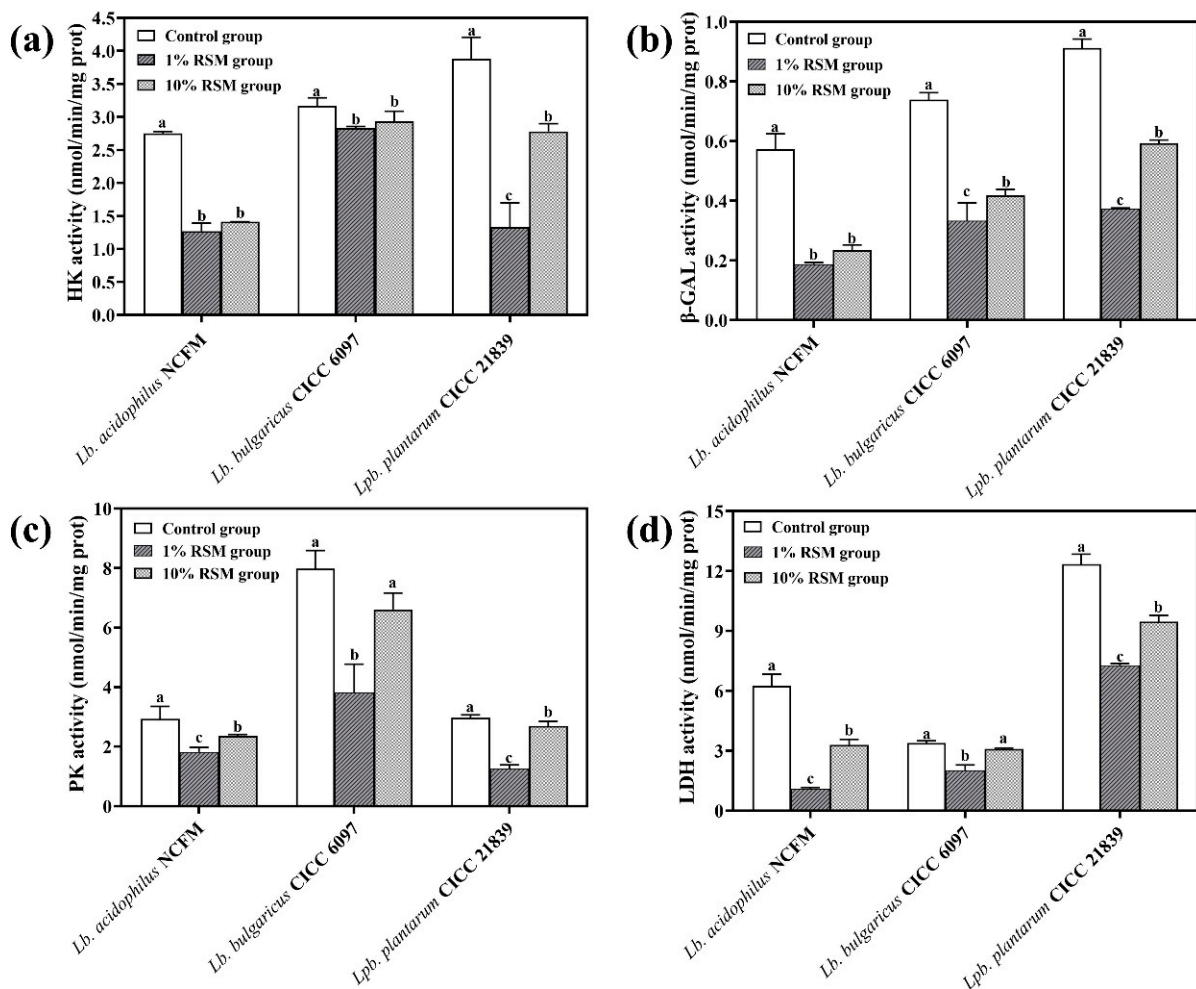 (a)
HK activity (nmol/min/mg prot)
4.5
4.0
3.5
3.0
2.5
2.0
1.5
1.0
0.5
0.0
Control group
1% RSM group
10% RSM group
a
b
b
a
b
b
a
c
b
Lb. acidophilus NCFM
Lb. bulgaricus CICC 6097
Lpb. plantarum CICC 21839
(b)
β-GAL activity (nmol/min/mg prot)
1.0
0.8
0.6
0.4
0.2
0.0
Control group
1% RSM group
10% RSM group
a
b
b
a
c
b
a
c
b
Lb. acidophilus NCFM
Lb. bulgaricus CICC 6097
Lpb. plantarum CICC 21839
(c)
PK activity (nmol/min/mg prot)
10
8
6
4
2
0
Control group
1% RSM group
10% RSM group
a
c
b
a
b
a
a
c
b
Lb. acidophilus NCFM
Lb. bulgaricus CICC 6097
Lpb. plantarum CICC 21839
(d)
LDH activity (nmol/min/mg prot)
15
12
9
6
3
0
Control group
1% RSM group
10% RSM group
a
c
b
a
b
a
a
c
b
Lb. acidophilus NCFM
Lb. bulgaricus CICC 6097
Lpb. plantarum CICC 21839